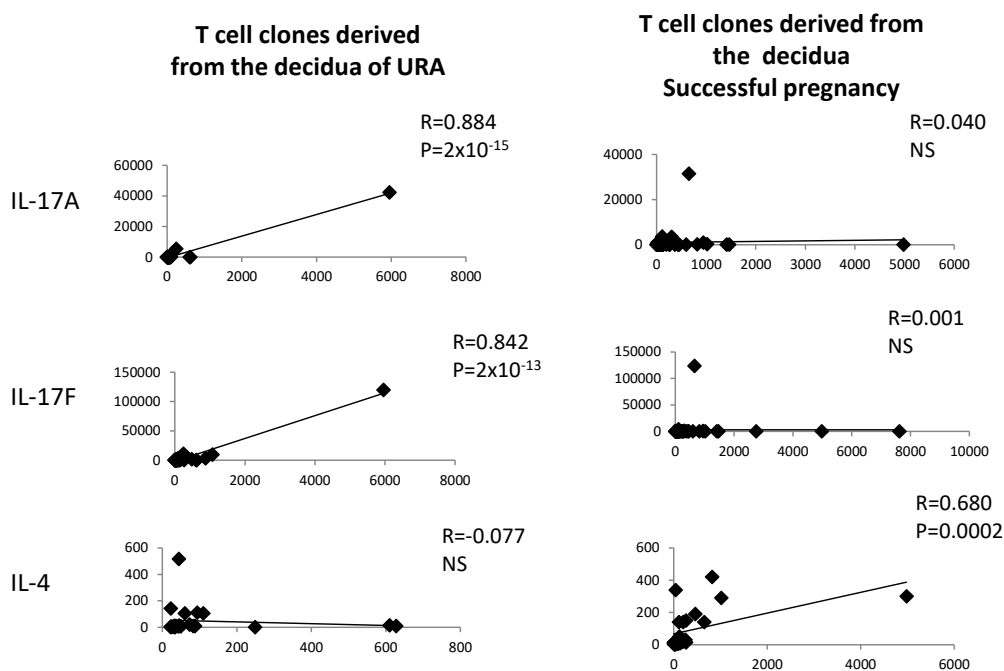 T cell clones derived
from the decidua of URA
T cell clones derived from
the decidua
Successful pregnancy
IL-17A
R=0.884
P=2x10-15
60000
40000
20000
0
0 2000 4000 6000 8000
R=0.040
NS
40000
20000
0
0 1000 2000 3000 4000 5000 6000
IL-17F
R=0.842
P=2x10-13
150000
100000
50000
0
0 2000 4000 6000 8000
R=0.001
NS
150000
100000
50000
0
0 2000 4000 6000 8000 10000
IL-4
R=-0.077
NS
600
400
200
0
0 200 400 600 800
R=0.680
P=0.0002
600
400
200
0
0 2000 4000 6000